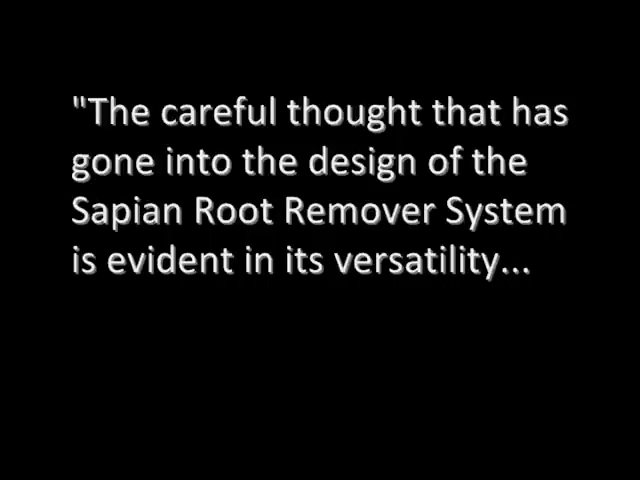 "The careful thought that has
gone into the design of the
Sapian Root Remover System
is evident in its versatility...